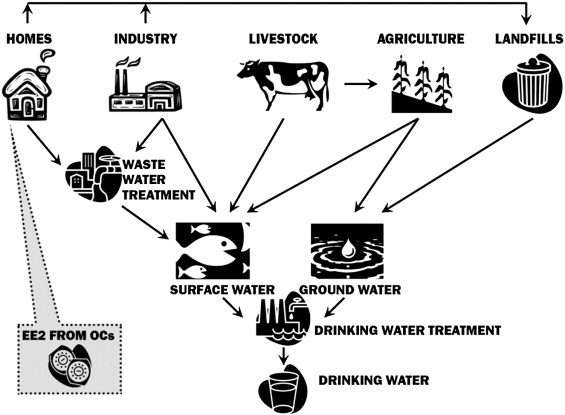 HOMES
INDUSTRY
LIVESTOCK
AGRICULTURE
LANDFILLS
WASTE
WATER
TREATMENT
SURFACE WATER
GROUND WATER
EE2 FROM OCs
DRINKING WATER TREATMENT
DRINKING WATER